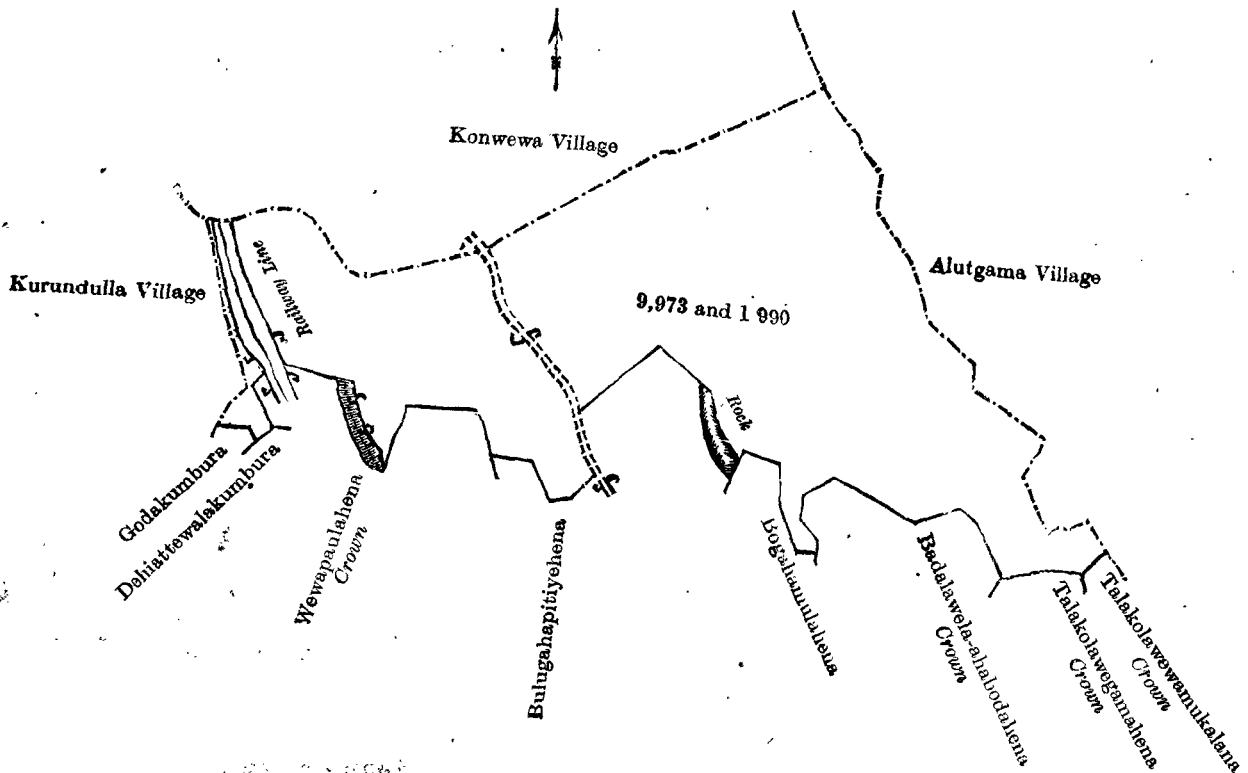 N
Konwewa Village
Kurundulla Village
Railway Line
Alutgama Village
9,973 and 1 990
Rock
Godakumbura
Dehiattewalakumbura
Wewapaulahena
Crown
Bulugahapitiyehena
Bogahamulahena
Badalawela-ahabodahena
Crown
Talakolawegamahena
Crown
Talakolawewamukalana
Crown